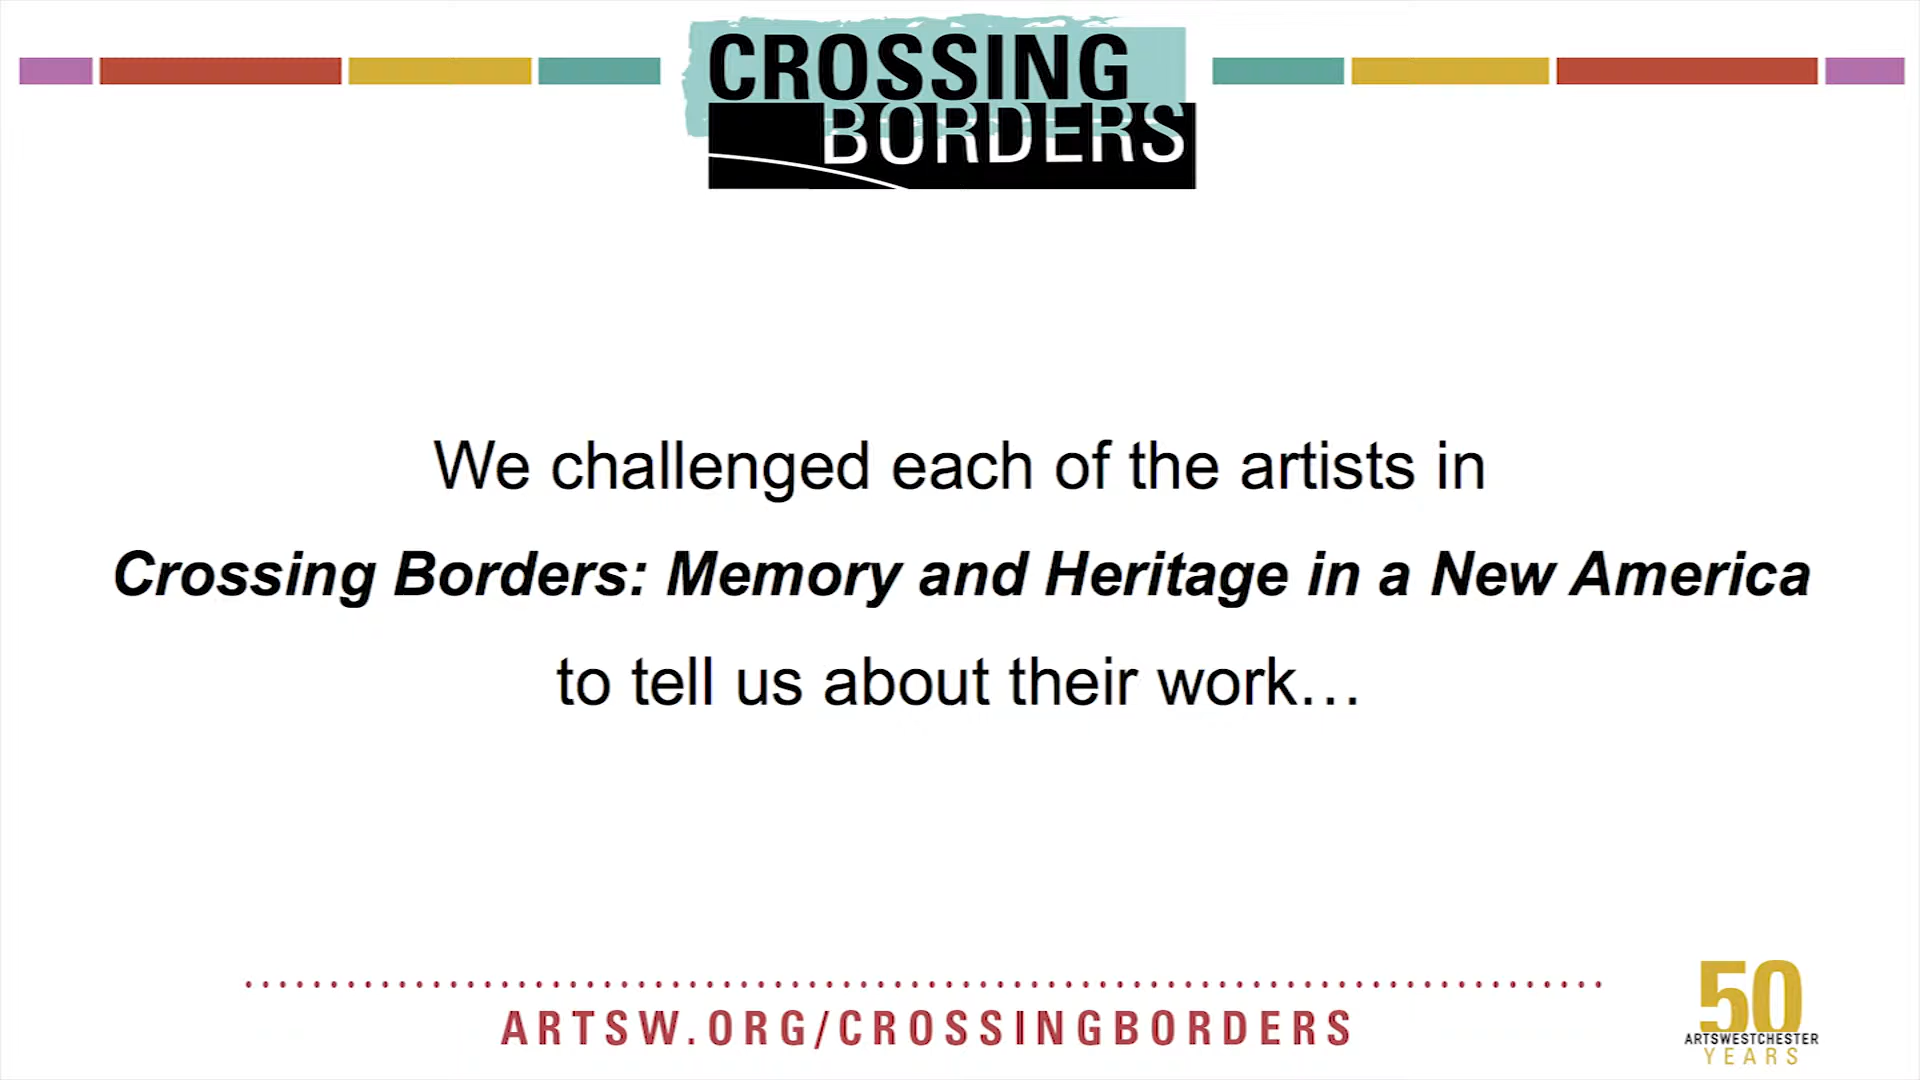 CROSSING
BORDERS
We challenged each of the artists in
Crossing Borders: Memory and Heritage in a New America
to tell us about their work…
ARTSW.ORG/CROSSINGBORDERS
50
ARTSWESTCHESTER
YEARS